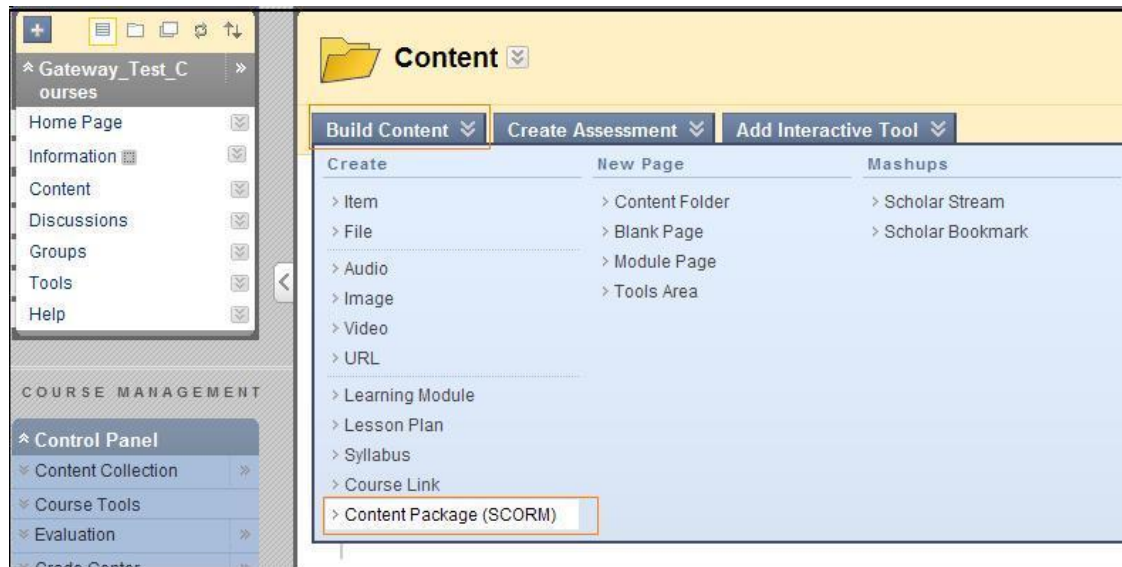 Gateway_Test_C
ourses
Home Page
Information
Content
Discussions
Groups
Tools
Help
COURSE MANAGEMENT
Control Panel
Content Collection
Course Tools
Evaluation
Grade Center
Content
Build Content
Create Assessment
Add Interactive Tool
Create
> Item
> File
> Audio
> Image
> Video
> URL
> Learning Module
> Lesson Plan
> Syllabus
> Course Link
> Content Package (SCORM)
New Page
> Content Folder
> Blank Page
> Module Page
> Tools Area
Mashups
> Scholar Stream
> Scholar Bookmark